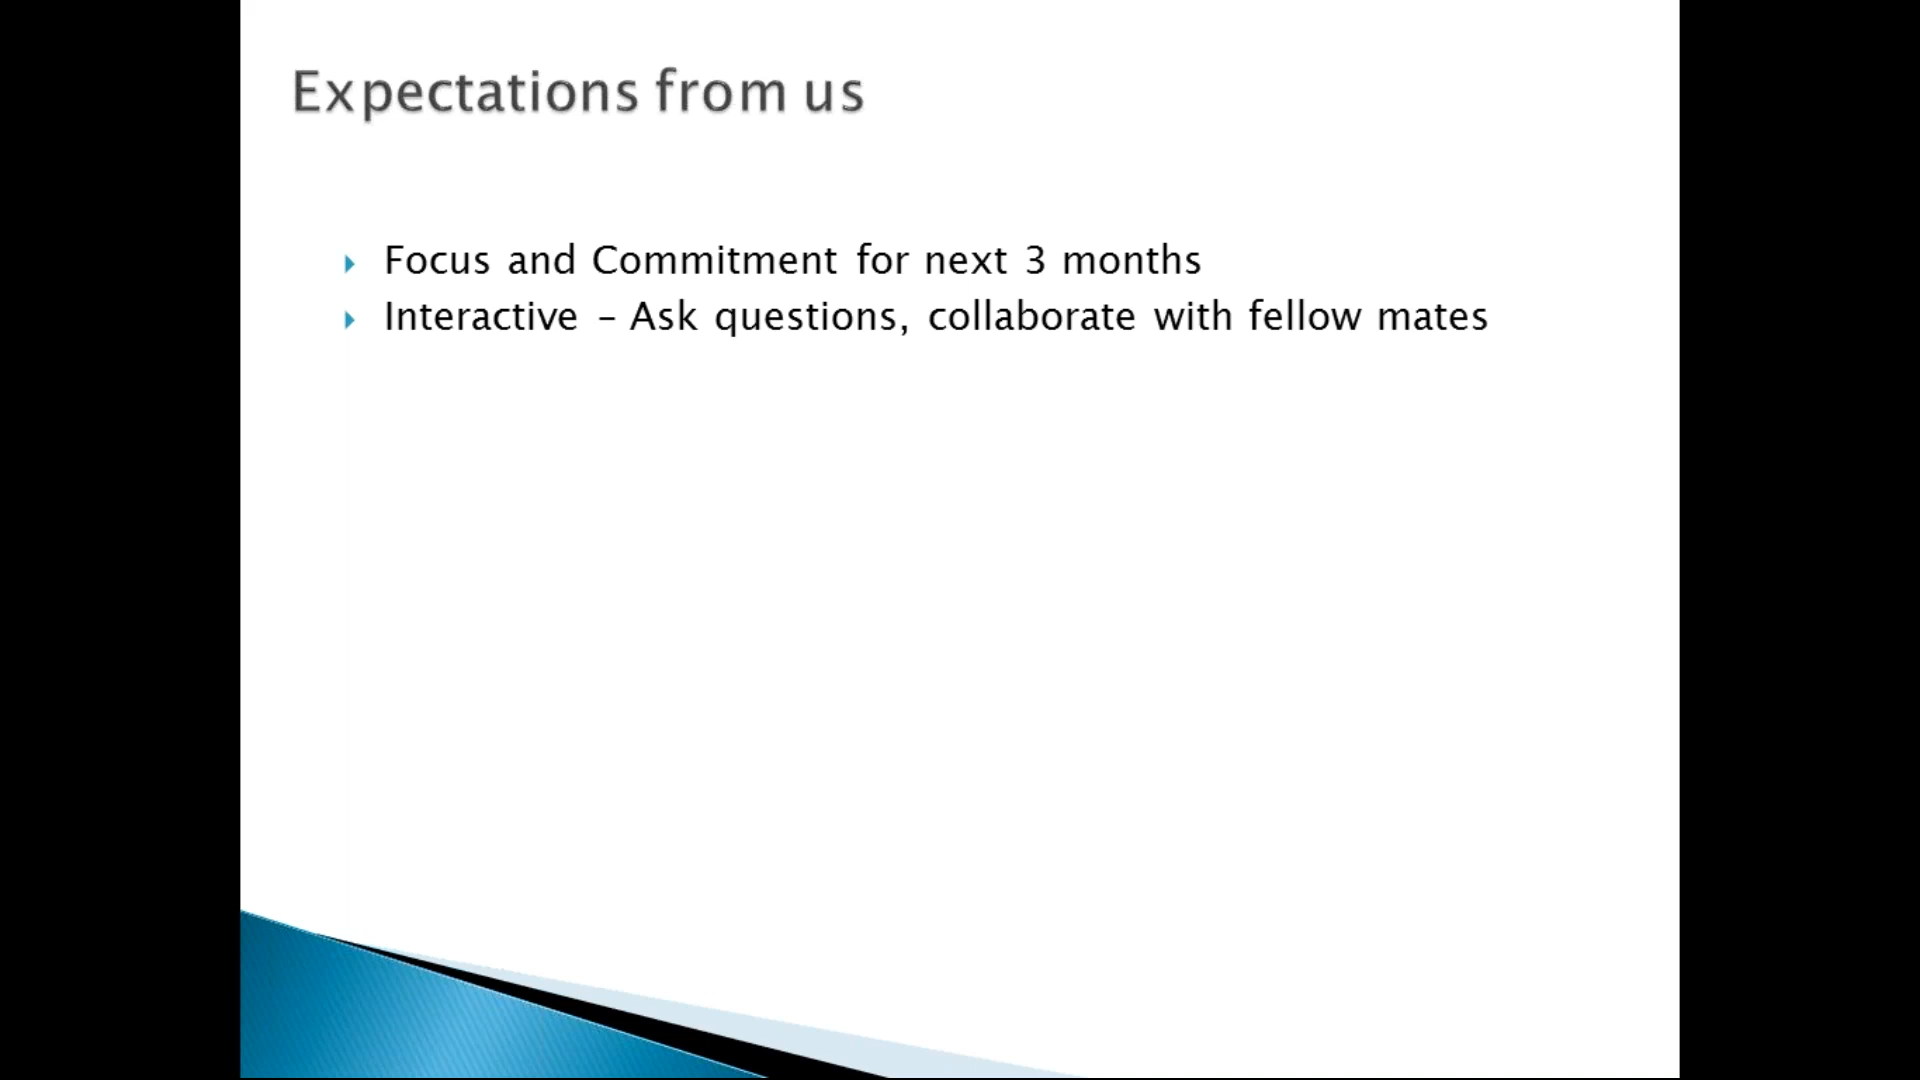 Expectations from us
Focus and Commitment for next 3 months
Interactive – Ask questions, collaborate with fellow mates